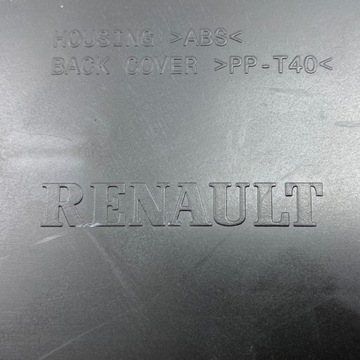 HOUSING >ABS<
BACK COVER >PP-T40<
RENAULT